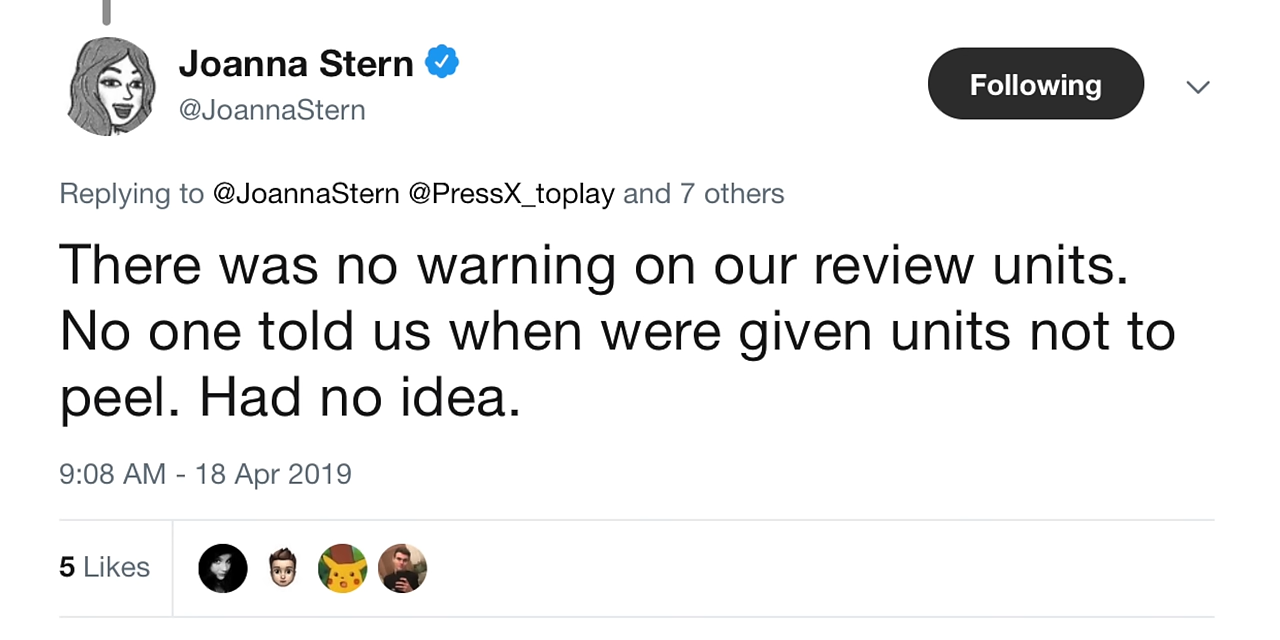 Joanna Stern
@JoannaStern
Following
Replying to @JoannaStern @PressX_toplay and 7 others
There was no warning on our review units.
No one told us when were given units not to
peel. Had no idea.
9:08 AM - 18 Apr 2019
5 Likes